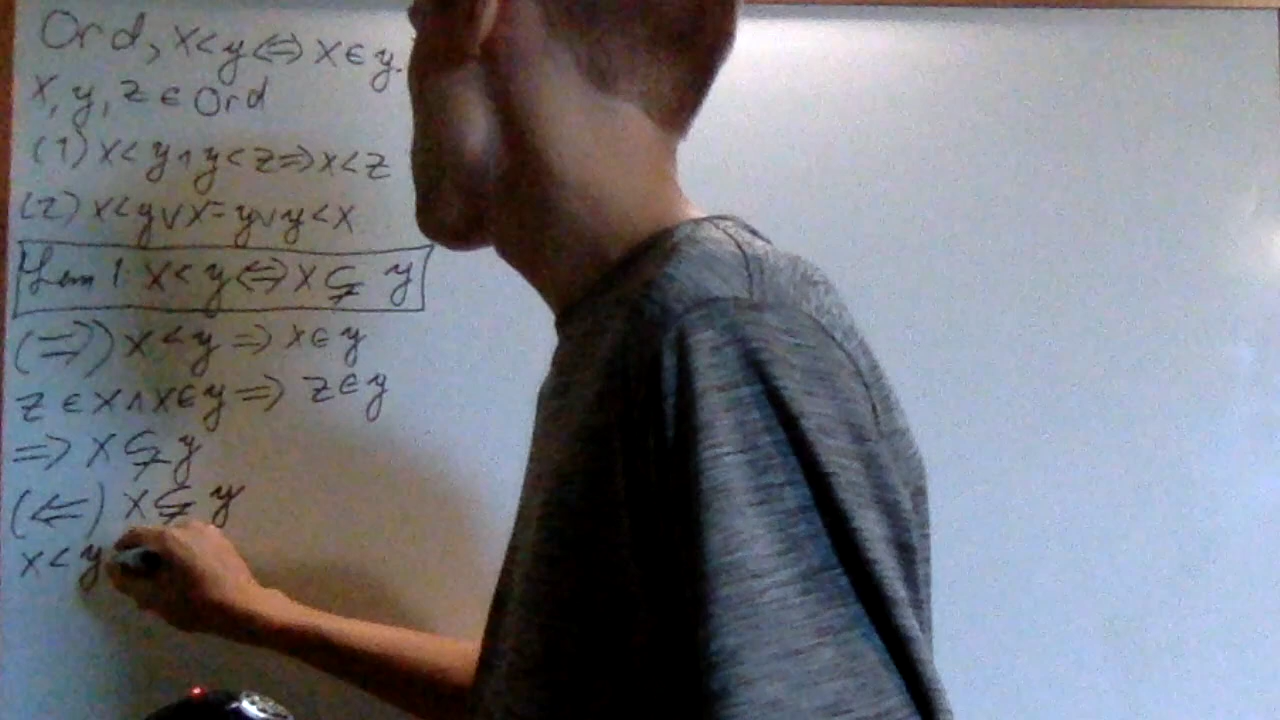 Ord, x<y⇔x∈y.
x, y, z ∈ Ord
(1) x<y∧y<z⇒x<z
(2) x<y∨x=y∨y<x
Lem 1: x<y⇔x⊊y
(⇒) x<y⇒x∈y
z∈x∧x∈y⇒z∈y
⇒x⊊y
(⇐) x⊊y
x<y